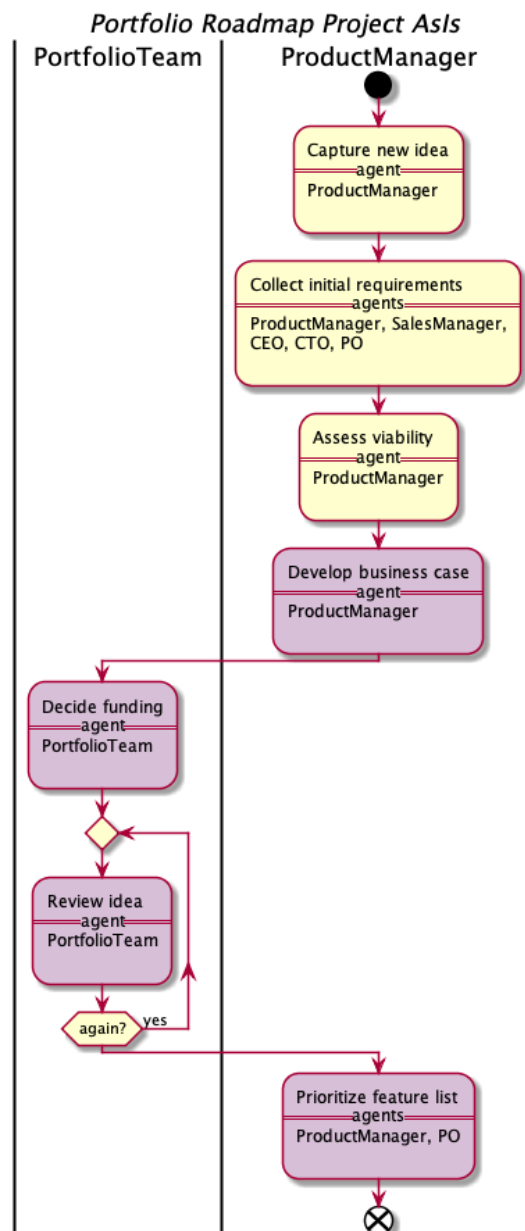 Portfolio Roadmap Project AsIs
PortfolioTeam
ProductManager
Capture new idea
agent
ProductManager
Collect initial requirements
agents
ProductManager, SalesManager,
CEO, CTO, PO
Assess viability
agent
ProductManager
Develop business case
agent
ProductManager
Decide funding
agent
PortfolioTeam
Review idea
agent
PortfolioTeam
again?
yes
Prioritize feature list
agents
ProductManager, PO